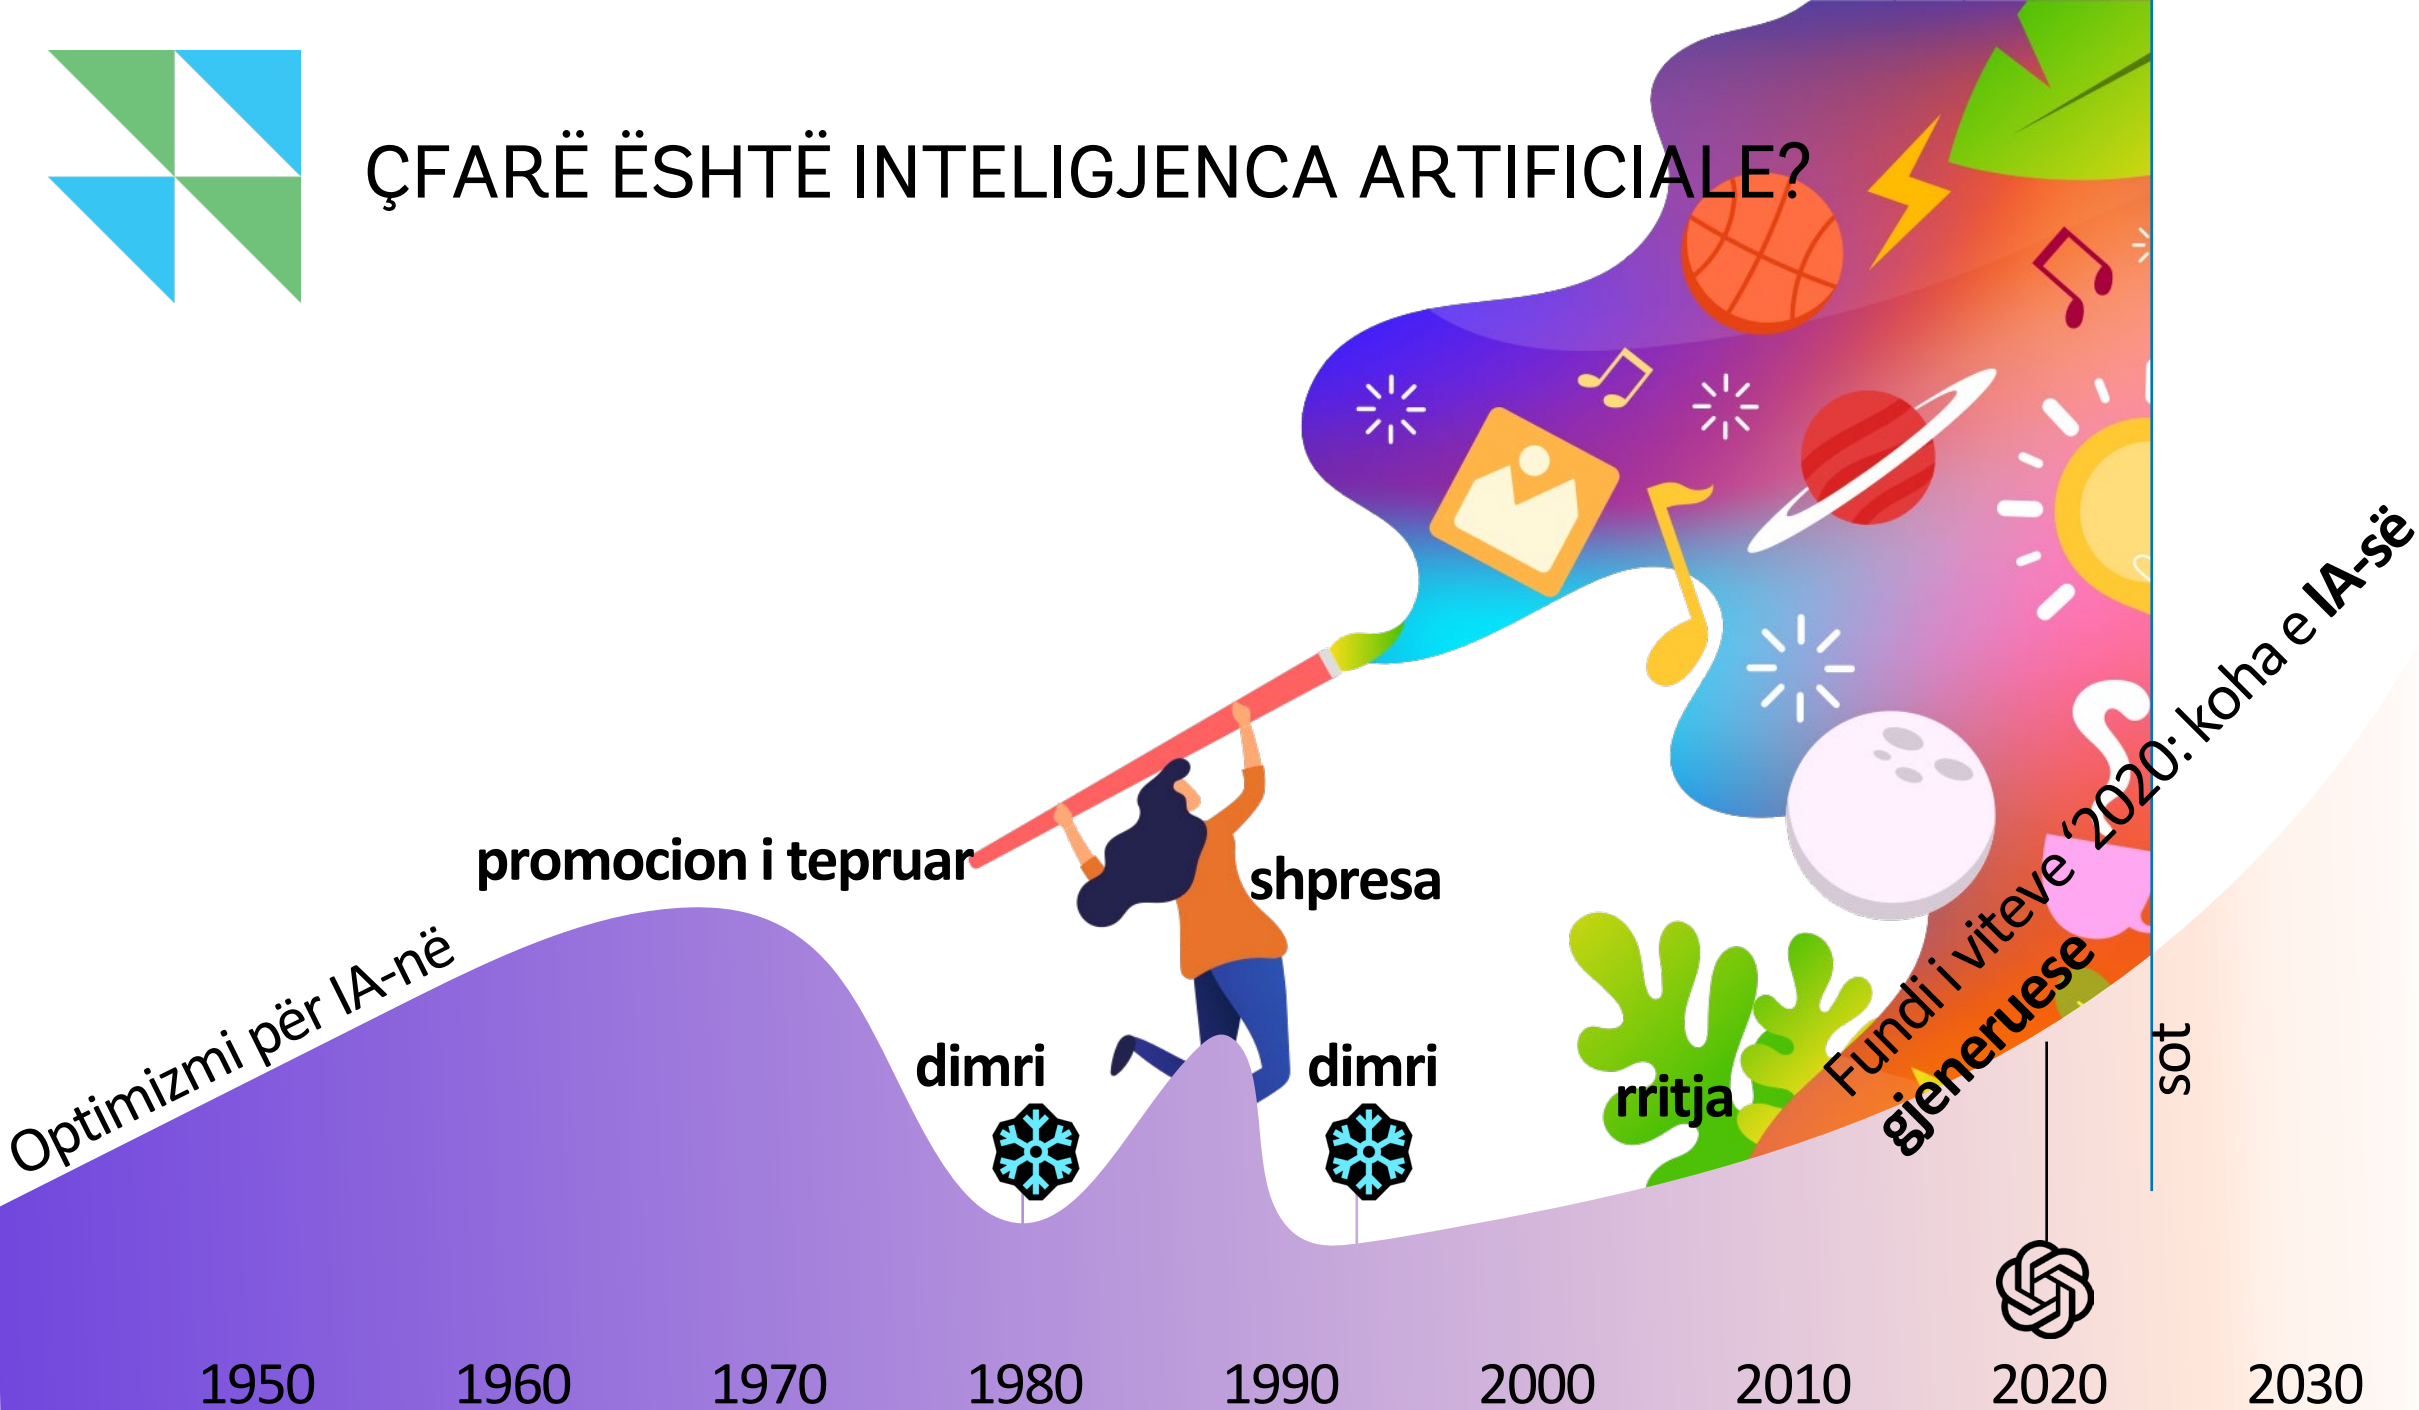 ÇFARË ËSHTË INTELIGJENCA ARTIFICIALE?
Optimizmi për IA-në
promocion i tepruar
dimri
shpresa
dimri
rritja
Fundi i viteve ‘2020: koha e IA-së
gjeneruese
sot
1950 1960 1970 1980 1990 2000 2010 2020 2030